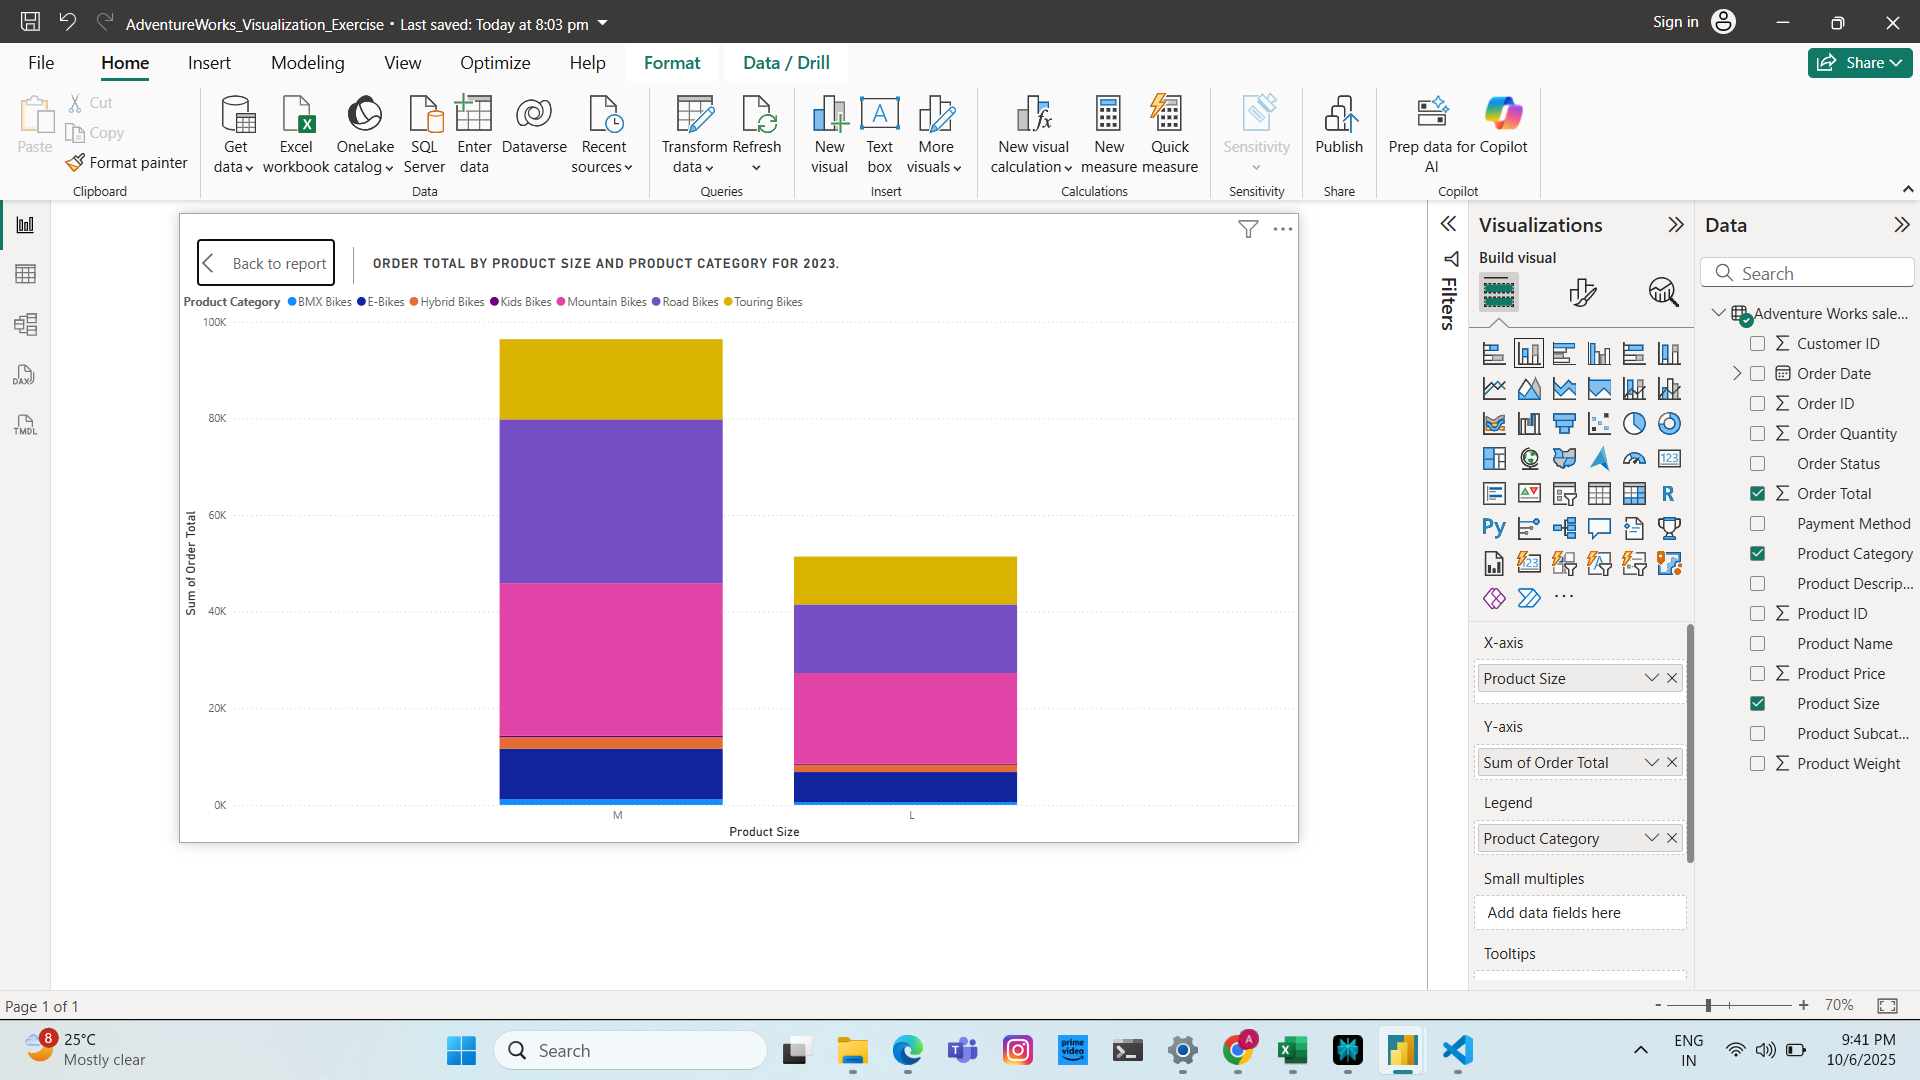 AdventureWorks_Visualization_Exercise • Last saved: Today at 8:03 pm
Sign in
File Home Insert Modeling View Optimize Help Format Data / Drill
Share
Paste
Cut
Copy
Format painter
Clipboard
Get data
Excel workbook
OneLake catalog
SQL Server
Enter data
Dataverse
Recent sources
Data
Transform data
Refresh
Queries
New visual
Text box
More visuals
Insert
New visual calculation
New measure
Quick measure
Calculations
Sensitivity
Sensitivity
Publish
Share
Prep data for AI
Copilot
Copilot
DAX
TMDL
Back to report
ORDER TOTAL BY PRODUCT SIZE AND PRODUCT CATEGORY FOR 2023.
Product Category BMX Bikes E-Bikes Hybrid Bikes Kids Bikes Mountain Bikes Road Bikes Touring Bikes
100K
80K
60K
40K
20K
0K
Sum of Order Total
M L
Product Size
Filters
Visualizations
Build visual
123
R
Py
123
X-axis
Product Size
Y-axis
Sum of Order Total
Legend
Product Category
Small multiples
Add data fields here
Tooltips
Data
Search
Adventure Works sale...
Customer ID
Order Date
Order ID
Order Quantity
Order Status
Order Total
Payment Method
Product Category
Product Descrip...
Product ID
Product Name
Product Price
Product Size
Product Subcat...
Product Weight
Page 1 of 1
- + 70%
8
25°C
Mostly clear
Search
prime video
A
ENG
IN
9:41 PM
10/6/2025